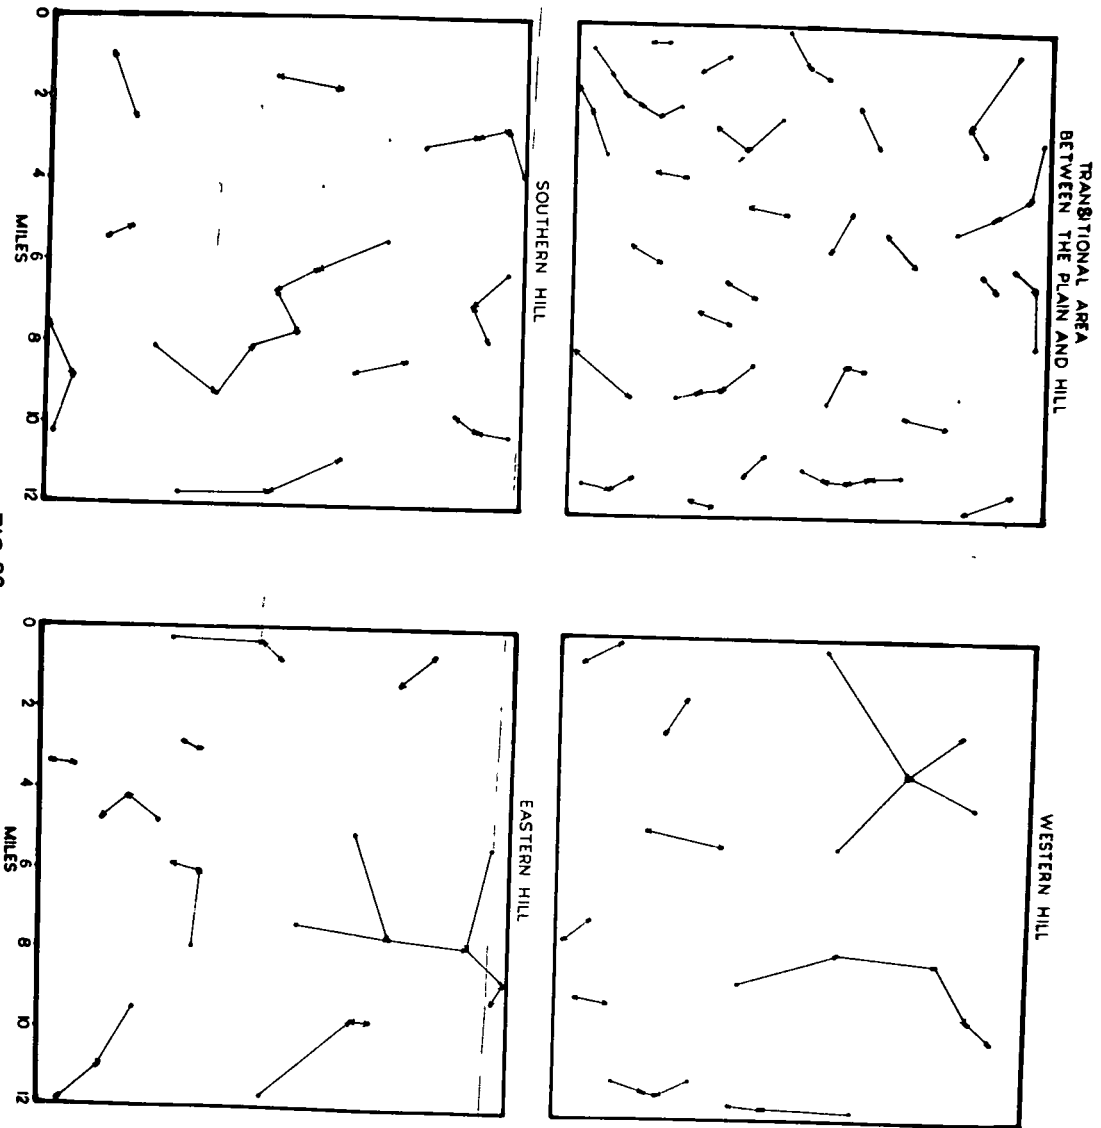 TRANSITIONAL AREA
BETWEEN THE PLAIN AND HILL
WESTERN HILL
SOUTHERN HILL
EASTERN HILL
0 2 4 6 8 10 12
MILES
0 2 4 6 8 10 12
MILES